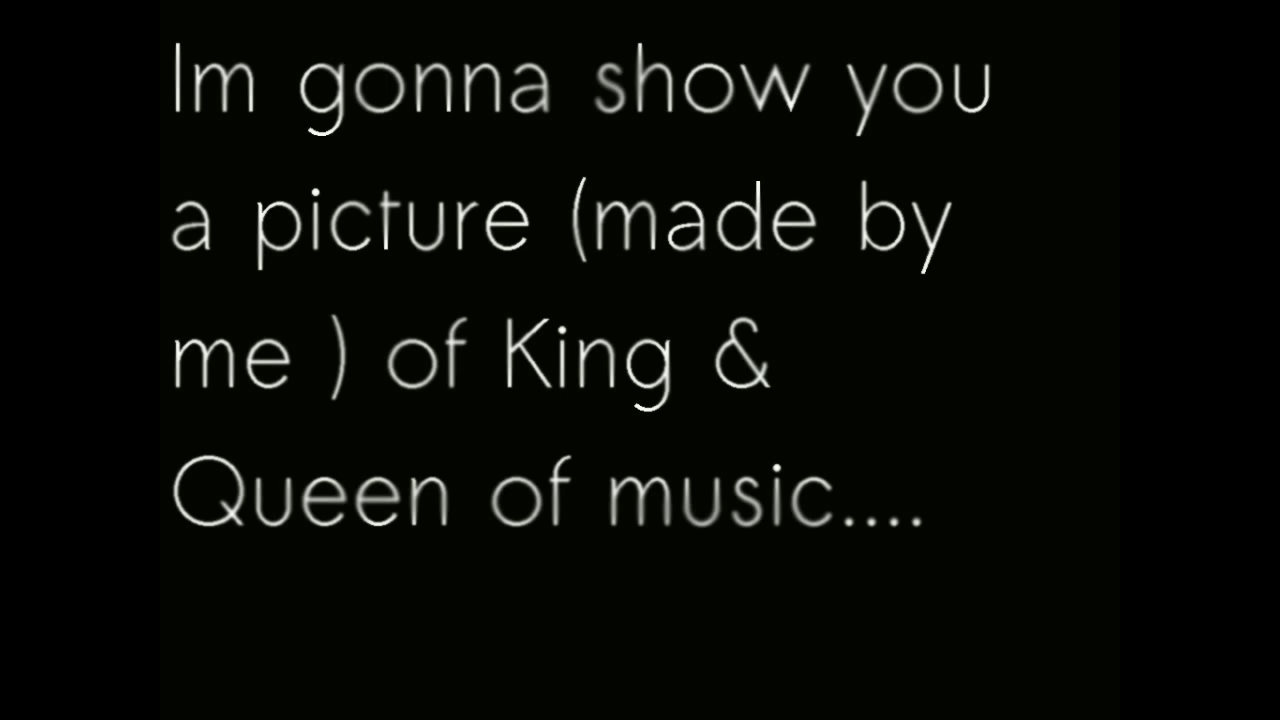 Im gonna show you
a picture (made by
me ) of King &
Queen of music....